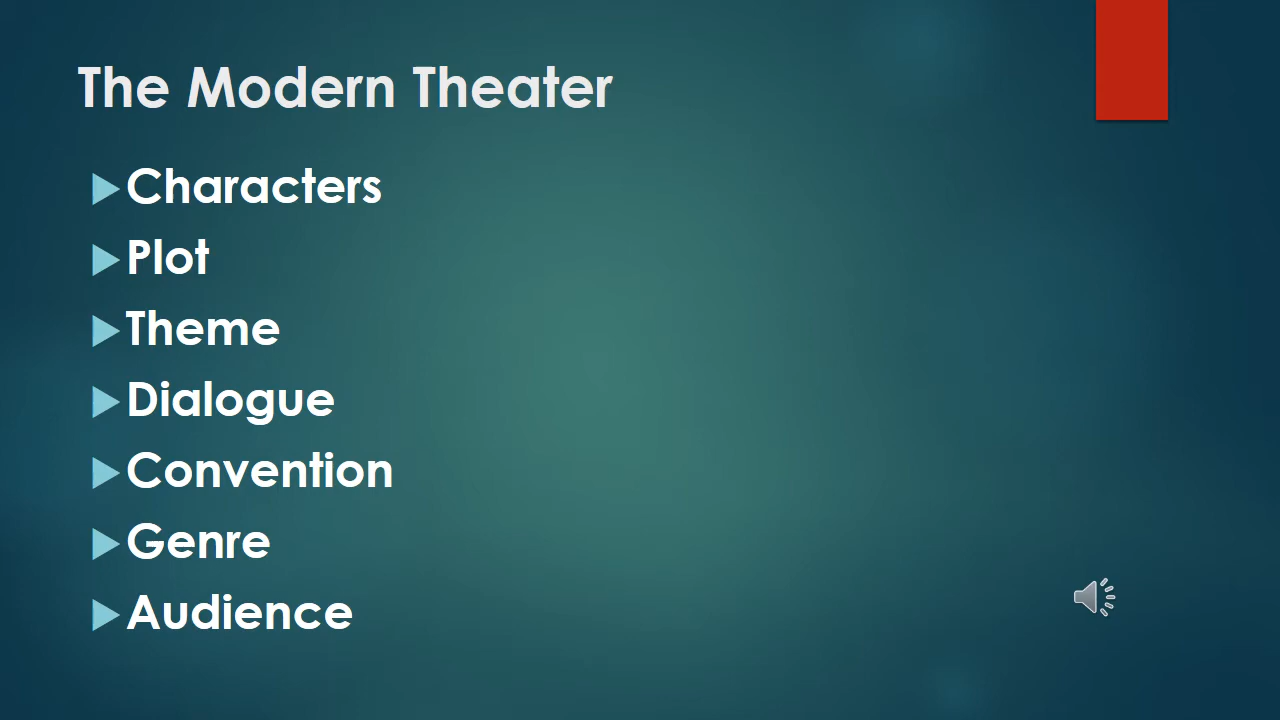 The Modern Theater
Characters
Plot
Theme
Dialogue
Convention
Genre
Audience